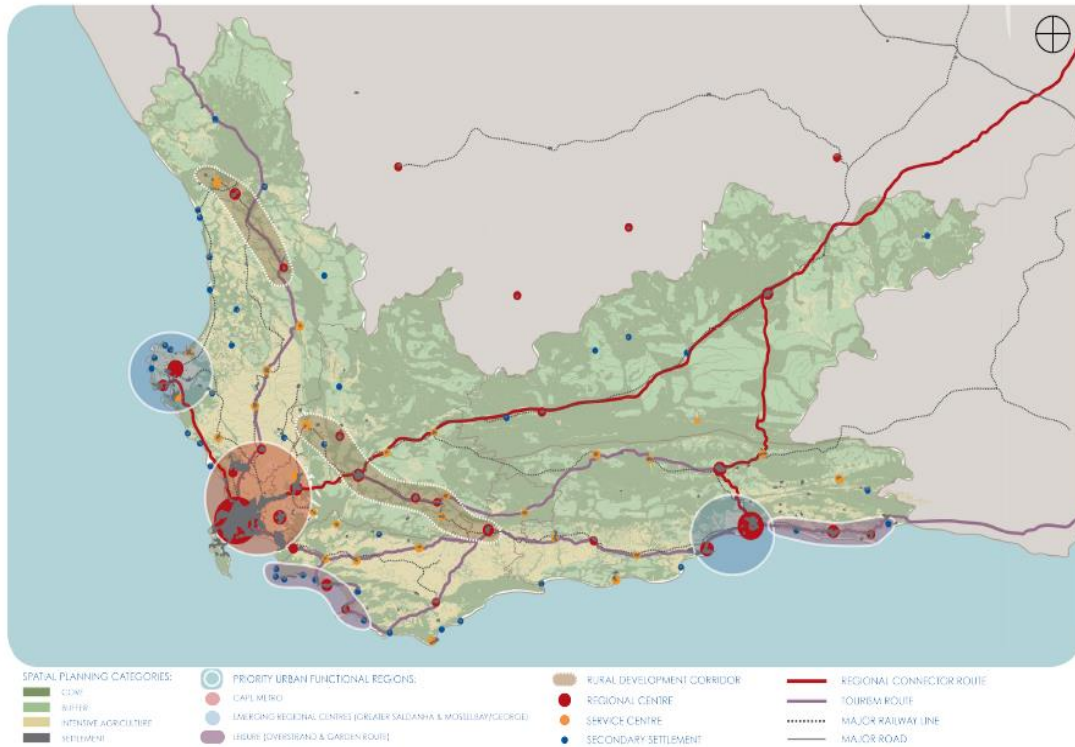 SPATIAL PLANNING CATEGORIES:
CORE
BUFFER
INTENSIVE AGRICULTURE
SETTLEMENT
PRIORITY URBAN FUNCTIONAL REGIONS:
CAPE METRO
EMERGING REGIONAL CENTRES (GREATER SALDANHA & MOSSELBAY/GEORGE)
LEISURE (OVERSTRAND & GARDEN ROUTE)
RURAL DEVELOPMENT CORRIDOR
REGIONAL CENTRE
SERVICE CENTRE
SECONDARY SETTLEMENT
REGIONAL CONNECTOR ROUTE
TOURISM ROUTE
MAJOR RAILWAY LINE
MAJOR ROAD